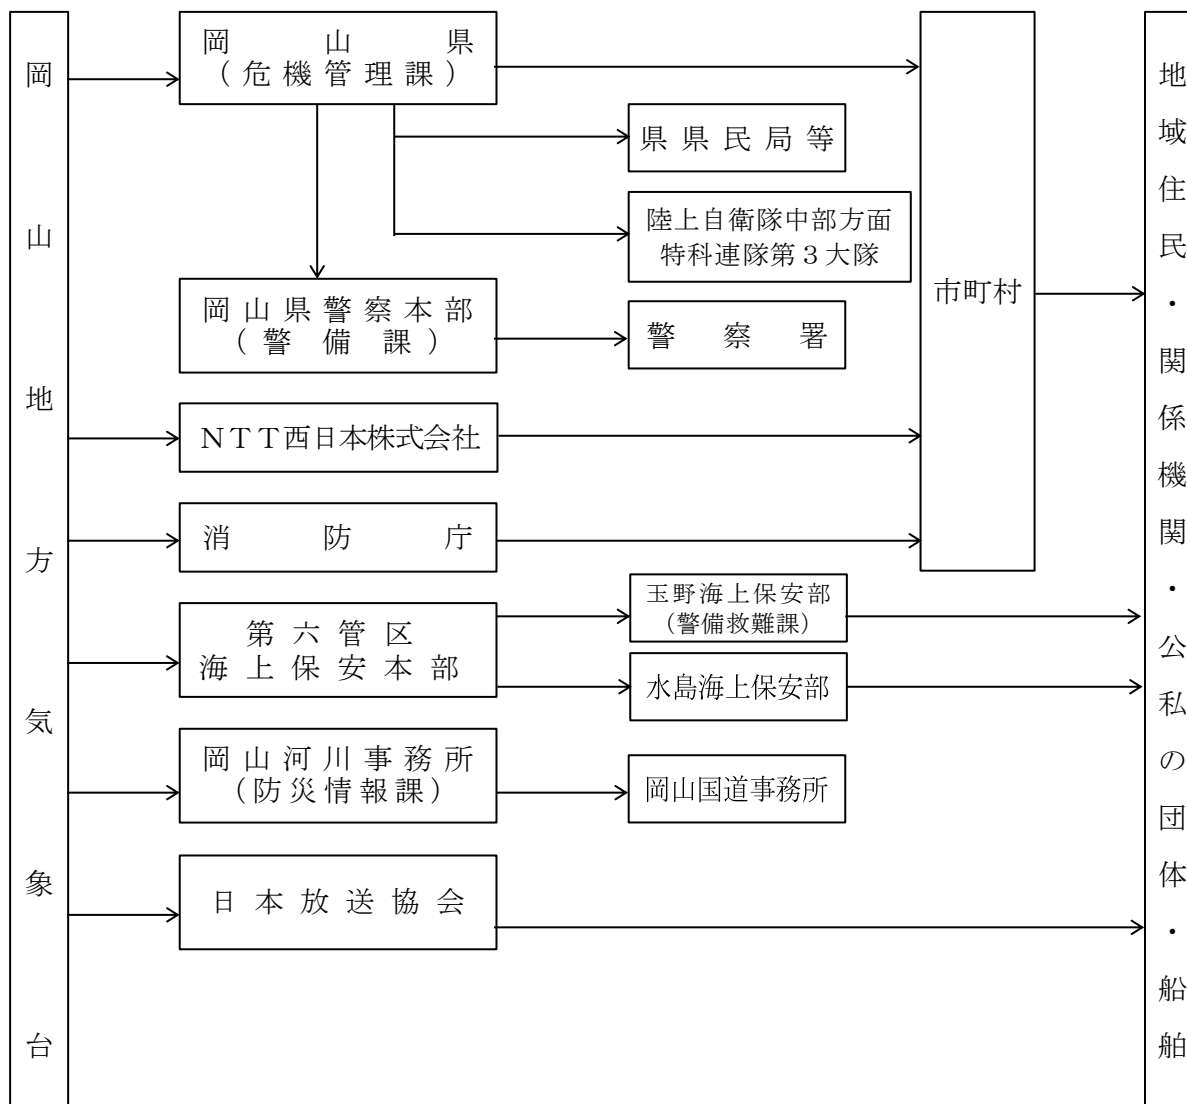 岡山地方気象台
岡山県
（危機管理課）
県県民局等
陸上自衛隊中部方面
特科連隊第３大隊
岡山県警察本部
（警備課）
警察署
ＮＴＴ西日本株式会社
消防庁
市町村
第六管区
海上保安本部
玉野海上保安部
（警備救難課）
水島海上保安部
岡山河川事務所
（防災情報課）
岡山国道事務所
日本放送協会
地域住民・関係機関・公私の団体・船舶